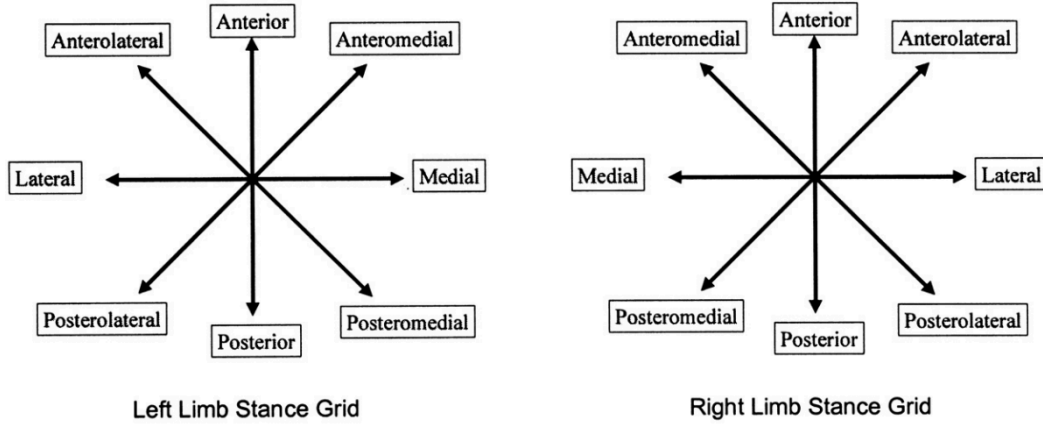 Anterior
Anterolateral
Anteromedial
Lateral
Medial
Posterolateral
Posteromedial
Posterior
Left Limb Stance Grid
Anterior
Anteromedial
Anterolateral
Medial
Lateral
Posteromedial
Posterolateral
Posterior
Right Limb Stance Grid